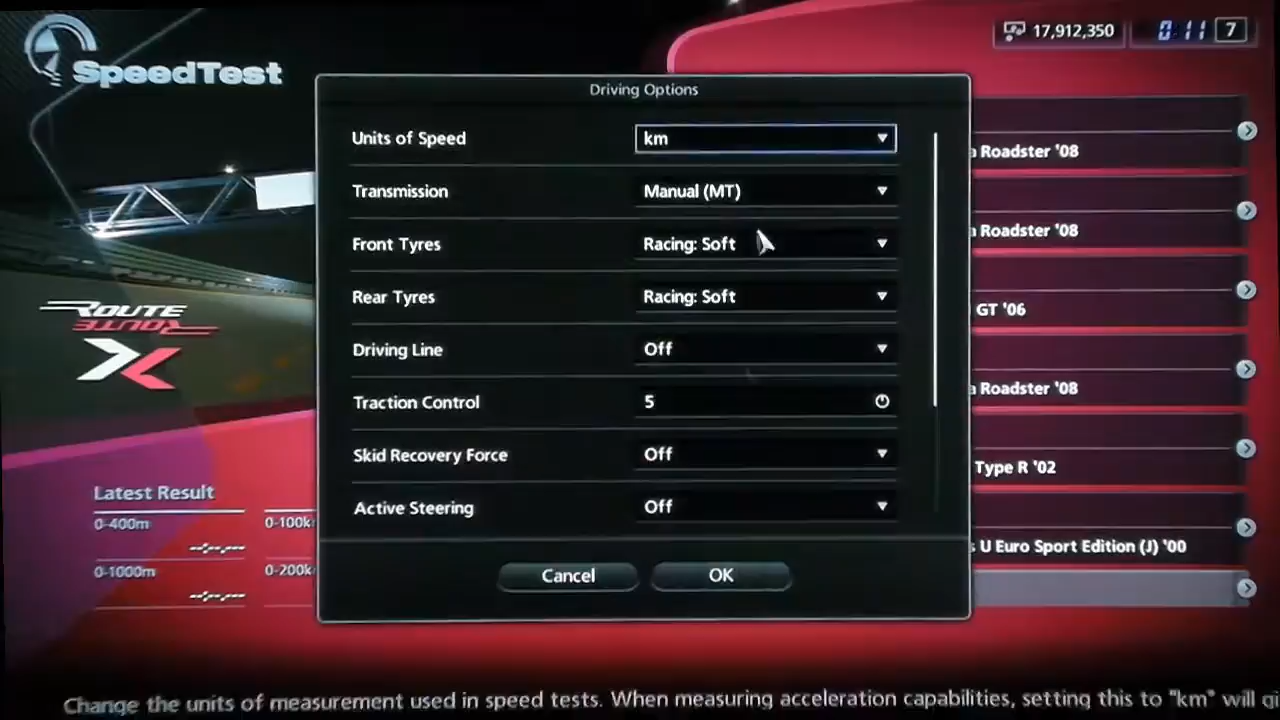 SpeedTest
17,912,350
0:11 7
Driving Options
Units of Speed km
Transmission Manual (MT)
Front Tyres Racing: Soft
Rear Tyres Racing: Soft
Driving Line Off
Traction Control 5
Skid Recovery Force Off
Active Steering Off
Cancel OK
Roadster '08
Roadster '08
GT '06
Roadster '08
Type R '02
U Euro Sport Edition (J) '00
ROUTE
ROUTE
X
Latest Result
0-400m 0-100k
-:--.---
0-1000m 0-200k
-:--.---
Change the units of measurement used in speed tests. When measuring acceleration capabilities, setting this to "km" will gi